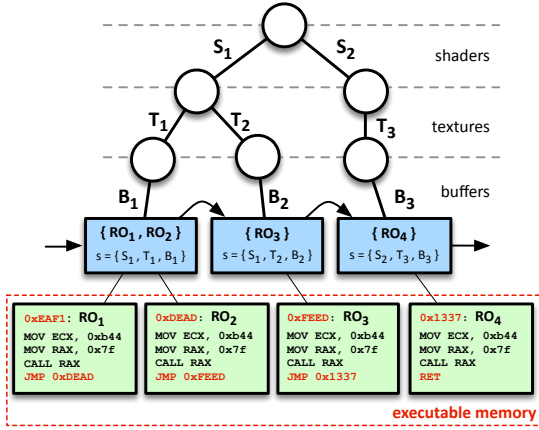 S1 S2
shaders
T1 T2 T3
textures
B1 B2 B3
buffers
{ RO1 , RO2 }
s = { S1 , T1 , B1 }
{ RO3 }
s = { S1 , T2 , B2 }
{ RO4 }
s = { S2 , T3 , B3 }
0xEAF1: RO1
MOV ECX, 0xb44
MOV RAX, 0x7f
CALL RAX
JMP 0xDEAD
0xDEAD: RO2
MOV ECX, 0xb44
MOV RAX, 0x7f
CALL RAX
JMP 0xFEED
0xFEED: RO3
MOV ECX, 0xb44
MOV RAX, 0x7f
CALL RAX
JMP 0x1337
0x1337: RO4
MOV ECX, 0xb44
MOV RAX, 0x7f
CALL RAX
RET
executable memory